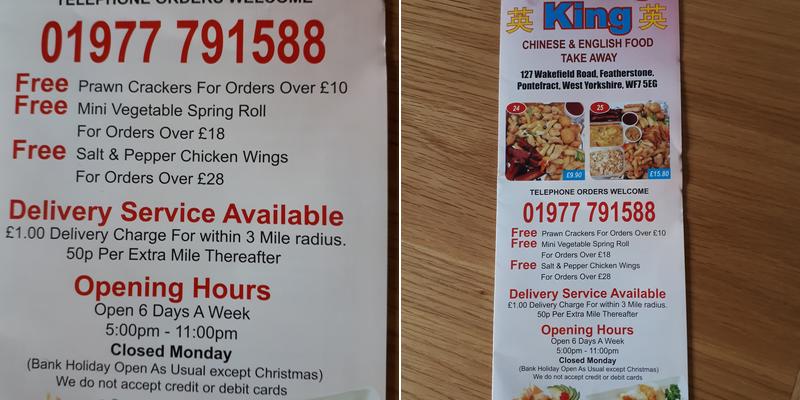 TELEPHONE ORDERS WELCOME
01977 791588
Free Prawn Crackers For Orders Over £10
Free Mini Vegetable Spring Roll
For Orders Over £18
Free Salt & Pepper Chicken Wings
For Orders Over £28
Delivery Service Available
£1.00 Delivery Charge For within 3 Mile radius.
50p Per Extra Mile Thereafter
Opening Hours
Open 6 Days A Week
5:00pm - 11:00pm
Closed Monday
(Bank Holiday Open As Usual except Christmas)
We do not accept credit or debit cards
英 King 英
CHINESE & ENGLISH FOOD
TAKE AWAY
127 Wakefield Road, Featherstone,
Pontefract, West Yorkshire, WF7 5EG
24 25
£9.90 £15.80
TELEPHONE ORDERS WELCOME
01977 791588
Free Prawn Crackers For Orders Over £10
Free Mini Vegetable Spring Roll
For Orders Over £18
Free Salt & Pepper Chicken Wings
For Orders Over £28
Delivery Service Available
£1.00 Delivery Charge For within 3 Mile radius.
50p Per Extra Mile Thereafter
Opening Hours
Open 6 Days A Week
5:00pm - 11:00pm
Closed Monday
(Bank Holiday Open As Usual except Christmas)
We do not accept credit or debit cards